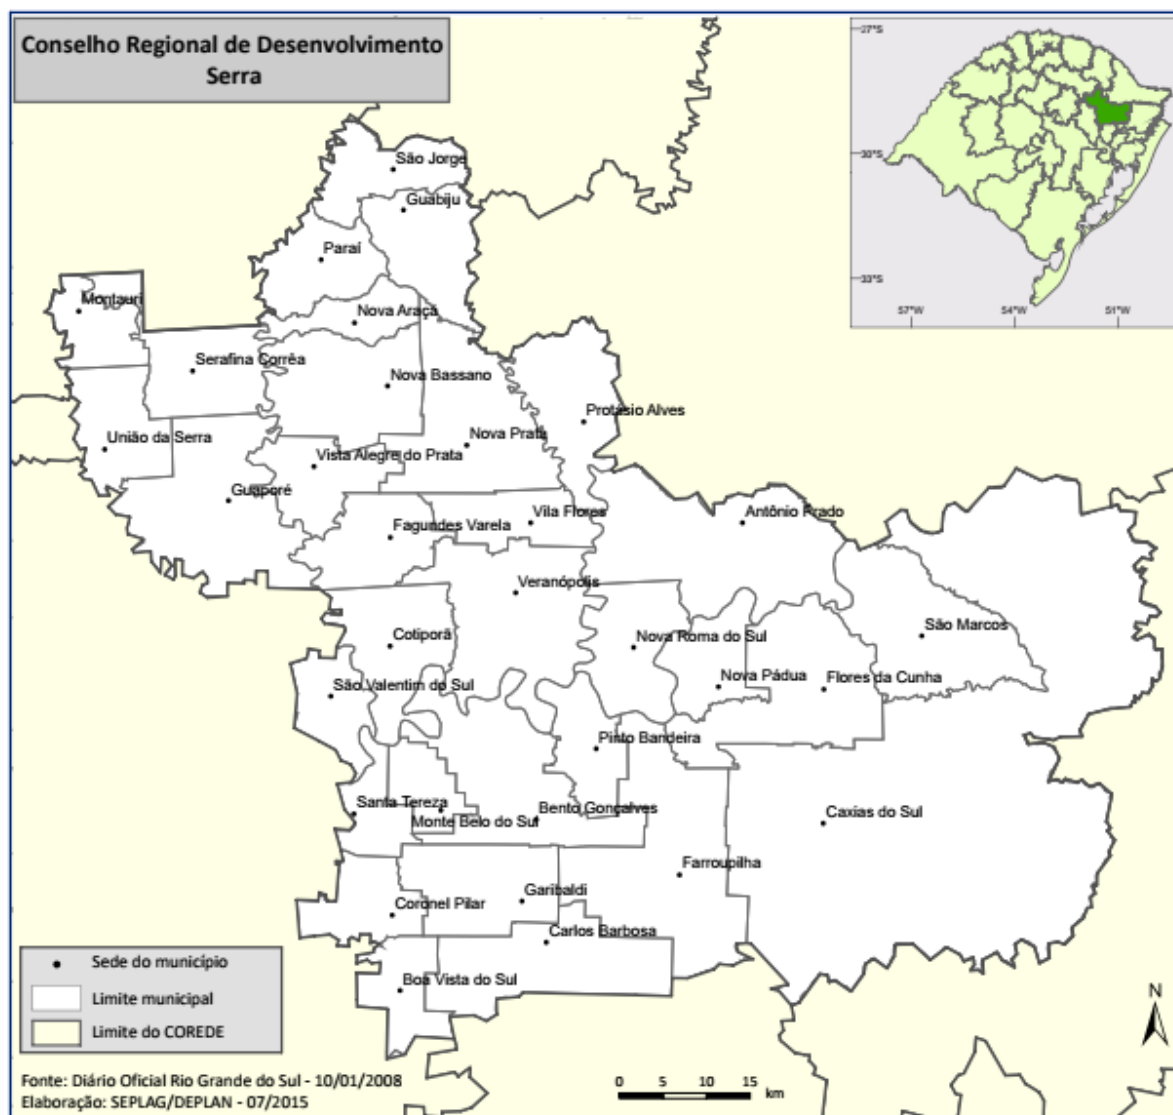 Conselho Regional de Desenvolvimento
Serra
27°S
30°S
33°S
57°W
54°W
51°W
São Jorge
Guabiju
Paraí
Montauri
Nova Araçá
Serafina Corrêa
Nova Bassano
Protásio Alves
União da Serra
Nova Prata
Vista Alegre do Prata
Guaporé
Vila Flores
Antônio Prado
Fagundes Varela
Veranópolis
São Marcos
Cotiporã
Nova Roma do Sul
Nova Pádua
Flores da Cunha
São Valentim do Sul
Pinto Bandeira
Santa Tereza
Bento Gonçalves
Monte Belo do Sul
Caxias do Sul
Farroupilha
Garibaldi
Coronel Pilar
Carlos Barbosa
Boa Vista do Sul
Sede do município
Limite municipal
Limite do COREDE
N
0 5 10 15
km
Fonte: Diário Oficial Rio Grande do Sul - 10/01/2008
Elaboração: SEPLAG/DEPLAN - 07/2015